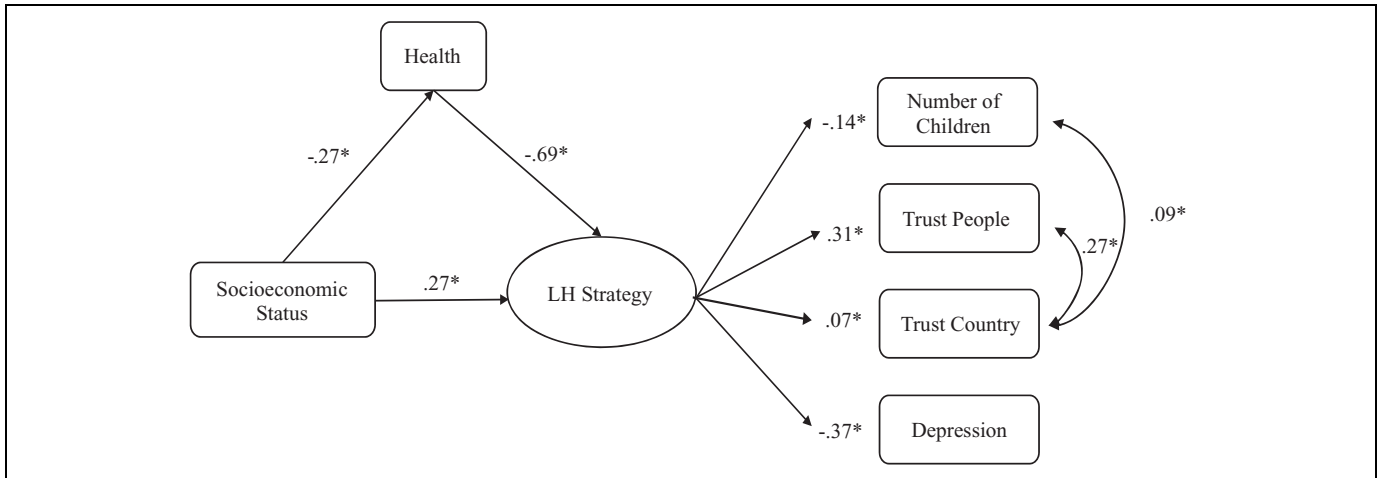 Health
Number of
Children
-.14*
-.27*
-.69*
Trust People
.09*
.31*
.27*
Socioeconomic
Status
.27*
LH Strategy
.07*
Trust Country
-.37*
Depression